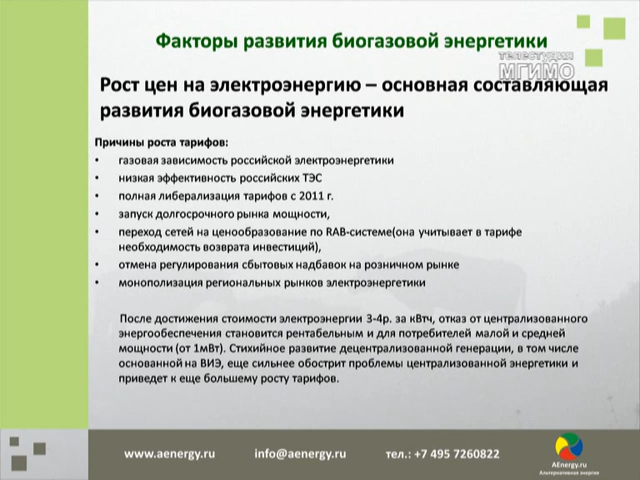 Факторы развития биогазовой энергетики
телестудия
МГИМО
Рост цен на электроэнергию – основная составляющая
развития биогазовой энергетики
Причины роста тарифов:
• газовая зависимость российской электроэнергетики
• низкая эффективность российских ТЭС
• полная либерализация тарифов с 2011 г.
• запуск долгосрочного рынка мощности,
• переход сетей на ценообразование по RAB-системе(она учитывает в тарифе
необходимость возврата инвестиций),
• отмена регулирования сбытовых надбавок на розничном рынке
• монополизация региональных рынков электроэнергетики
После достижения стоимости электроэнергии 3-4р. за кВтч, отказ от централизованного
энергообеспечения становится рентабельным и для потребителей малой и средней
мощности (от 1мВт). Стихийное развитие децентрализованной генерации, в том числе
основанной на ВИЭ, еще сильнее обострит проблемы централизованной энергетики и
приведет к еще большему росту тарифов.
www.aenergy.ru info@aenergy.ru тел.: +7 495 7260822
AEnergy.ru
Альтернативная энергия